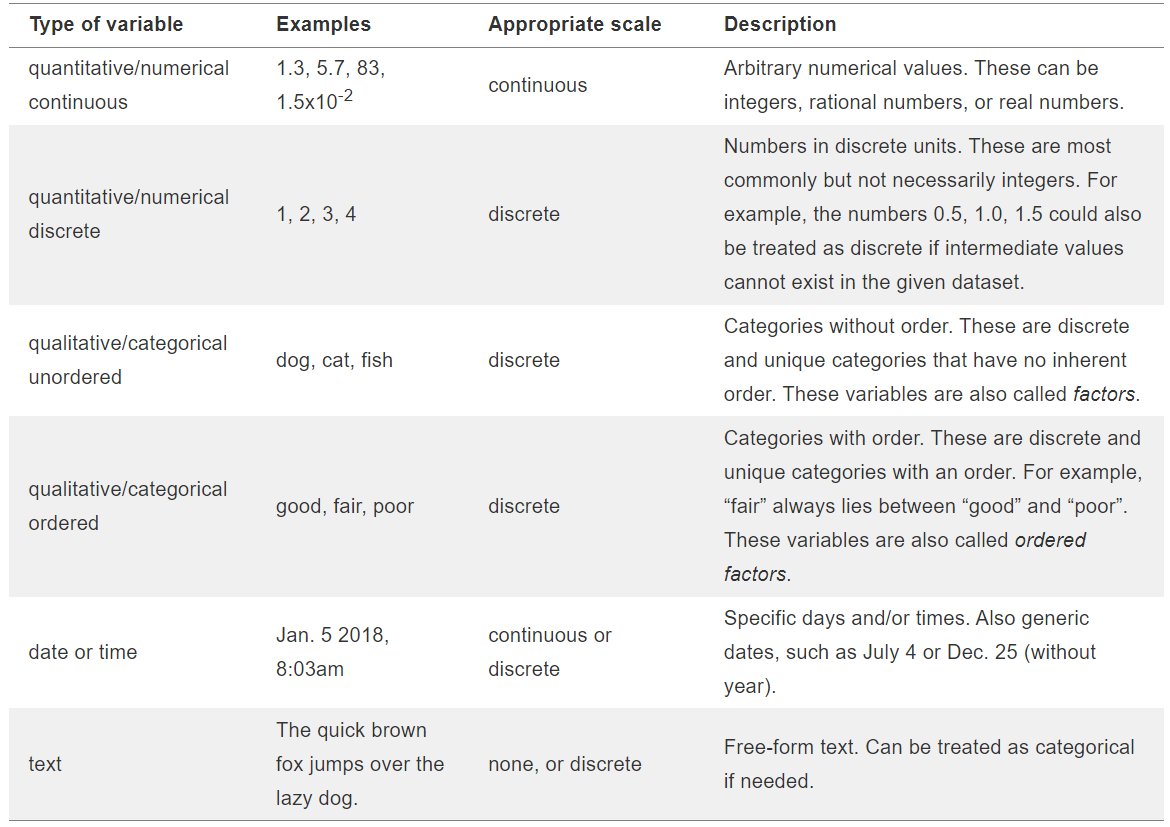 Type of variable Examples Appropriate scale Description
quantitative/numerical
continuous
1.3, 5.7, 83,
1.5x10-2
continuous
Arbitrary numerical values. These can be
integers, rational numbers, or real numbers.
quantitative/numerical
discrete
1, 2, 3, 4
discrete
Numbers in discrete units. These are most
commonly but not necessarily integers. For
example, the numbers 0.5, 1.0, 1.5 could also
be treated as discrete if intermediate values
cannot exist in the given dataset.
qualitative/categorical
unordered
dog, cat, fish
discrete
Categories without order. These are discrete
and unique categories that have no inherent
order. These variables are also called factors.
qualitative/categorical
ordered
good, fair, poor
discrete
Categories with order. These are discrete and
unique categories with an order. For example,
“fair” always lies between “good” and “poor”.
These variables are also called ordered
factors.
date or time
Jan. 5 2018,
8:03am
continuous or
discrete
Specific days and/or times. Also generic
dates, such as July 4 or Dec. 25 (without
year).
text
The quick brown
fox jumps over the
lazy dog.
none, or discrete
Free-form text. Can be treated as categorical
if needed.